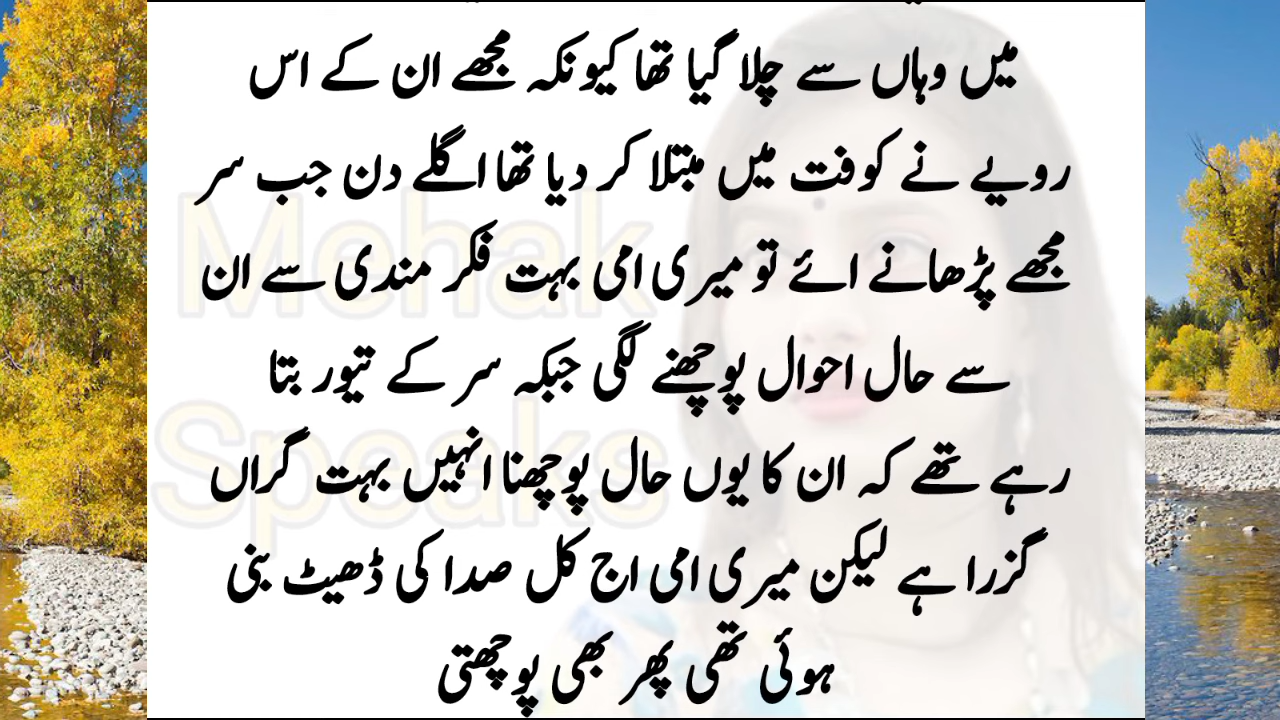 میں وہاں سے چلا گیا تھا کیونکہ مجھے ان کے اس
رویے نے کوفت میں مبتلا کر دیا تھا اگلے دن جب سر
مجھے پڑھانے ائے تو میری امی بہت فکر مندی سے ان
سے حال احوال پوچھنے لگی جبکہ سر کے تیور بتا
رہے تھے کہ ان کا یوں حال پوچھنا انہیں بہت گراں
گزرا ہے لیکن میری امی اج کل صدا کی ڈھیٹ بنی
ہوئی تھی پھر بھی پوچھتی
Mehak
Speaks